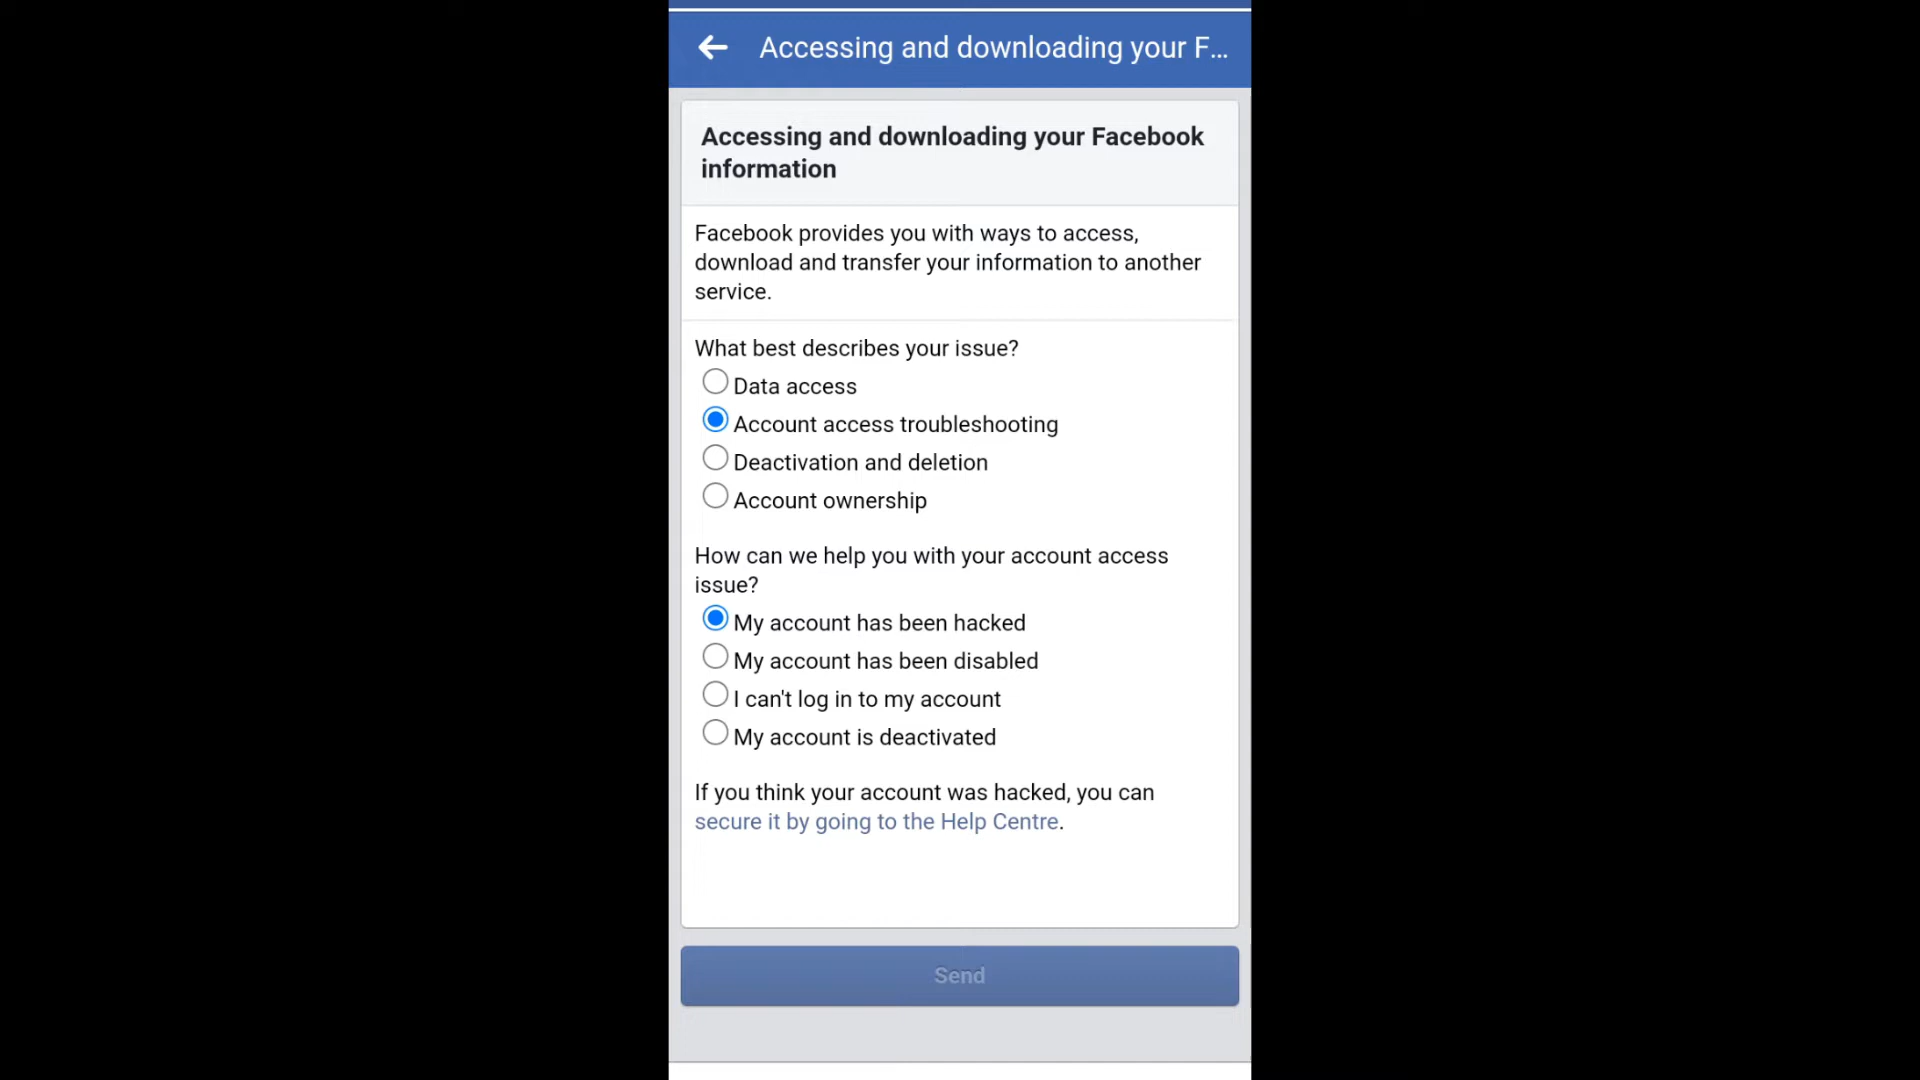 Accessing and downloading your F...
Accessing and downloading your Facebook
information
Facebook provides you with ways to access,
download and transfer your information to another
service.
What best describes your issue?
Data access
Account access troubleshooting
Deactivation and deletion
Account ownership
How can we help you with your account access
issue?
My account has been hacked
My account has been disabled
I can't log in to my account
My account is deactivated
If you think your account was hacked, you can
secure it by going to the Help Centre.
Send